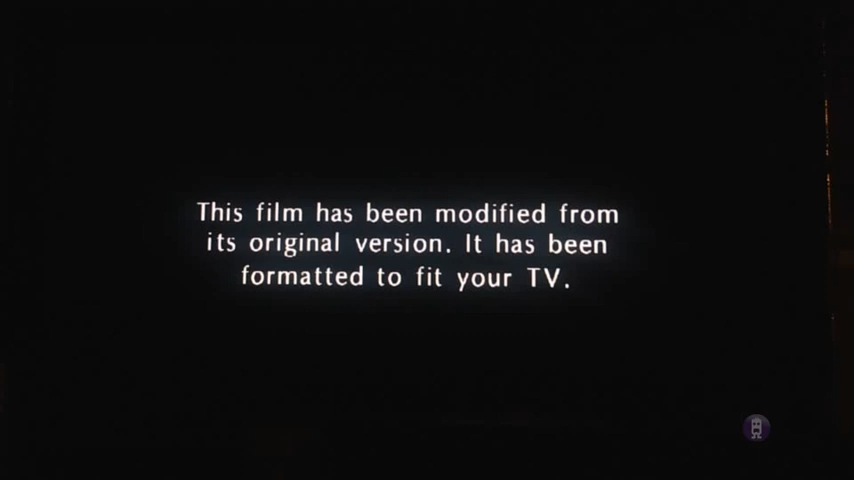 This film has been modified from
its original version. It has been
formatted to fit your TV.